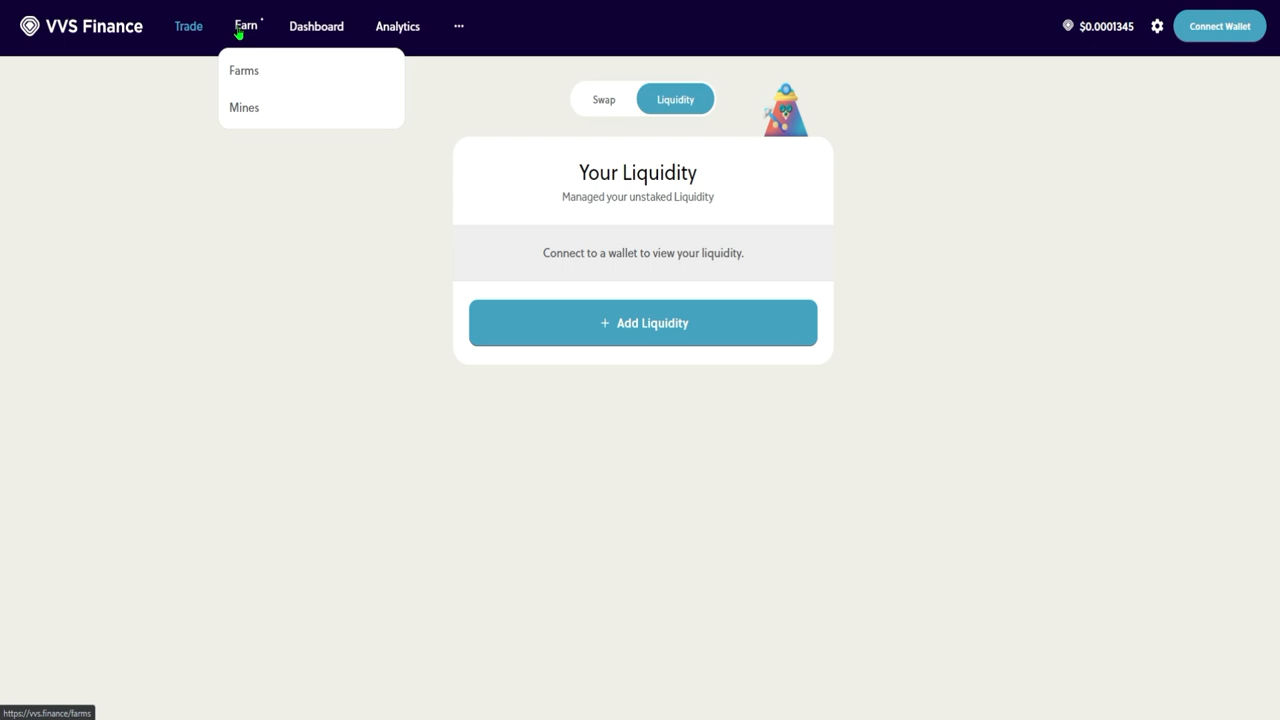 VVS Finance
Trade
Earn
Dashboard
Analytics
...
$0.0001345
Connect Wallet
Farms
Mines
Swap
Liquidity
Your Liquidity
Managed your unstaked Liquidity
Connect to a wallet to view your liquidity.
+ Add Liquidity
https://vvs.finance/farms